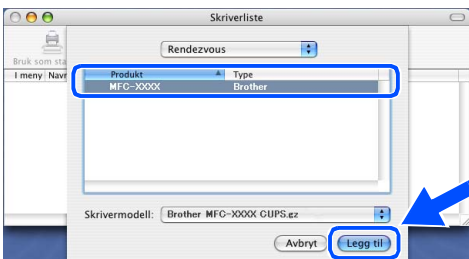 Skriverliste
Rendezvous
Bruk som sta
I meny Navr
Produkt Type
MFC-XXXX Brother
Skrivermodell: Brother MFC-XXXX CUPS.gz
Avbryt Legg til